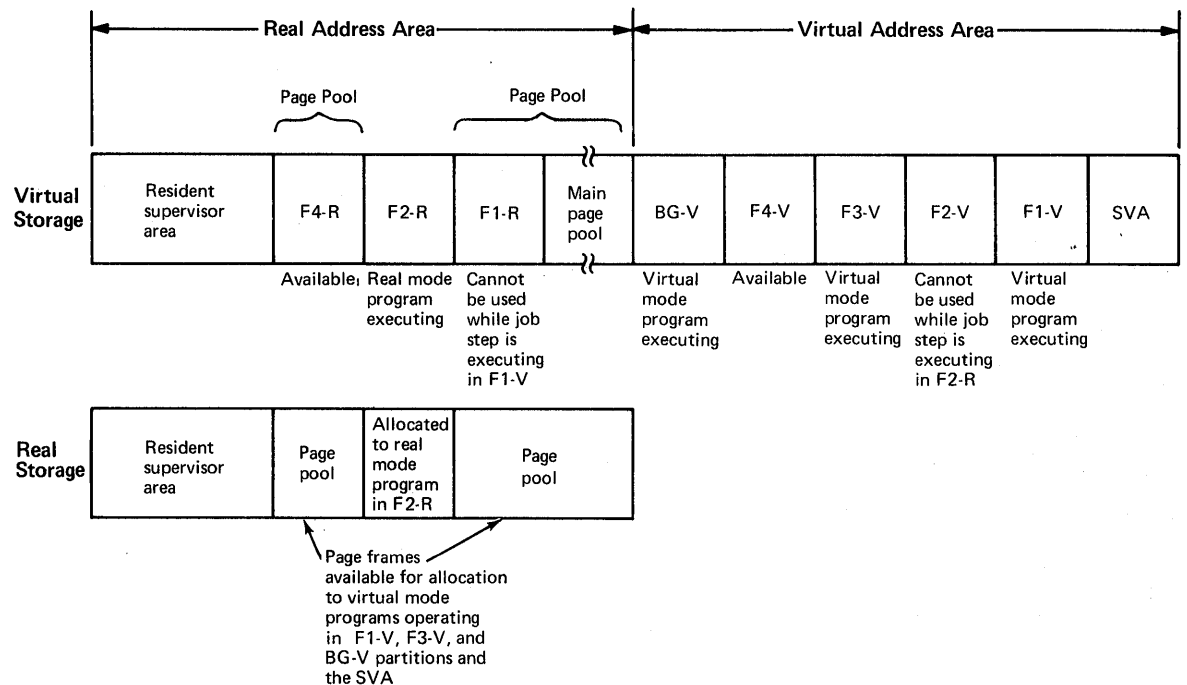 Real Address Area
Virtual Address Area
Page Pool
Page Pool
Virtual
Storage
Resident
supervisor
area
F4-R
F2-R
F1-R
Main
page
pool
BG-V
F4-V
F3-V
F2-V
F1-V
SVA
Available
Real mode
program
executing
Cannot
be used
while job
step is
executing
in F1-V
Virtual
mode
program
executing
Available
Virtual
mode
program
executing
Cannot
be used
while job
step is
executing
in F2-R
Virtual
mode
program
executing
Real
Storage
Resident
supervisor
area
Page
pool
Allocated
to real
mode
program
in F2-R
Page
pool
Page frames
available for allocation
to virtual mode
programs operating
in F1-V, F3-V, and
BG-V partitions and
the SVA